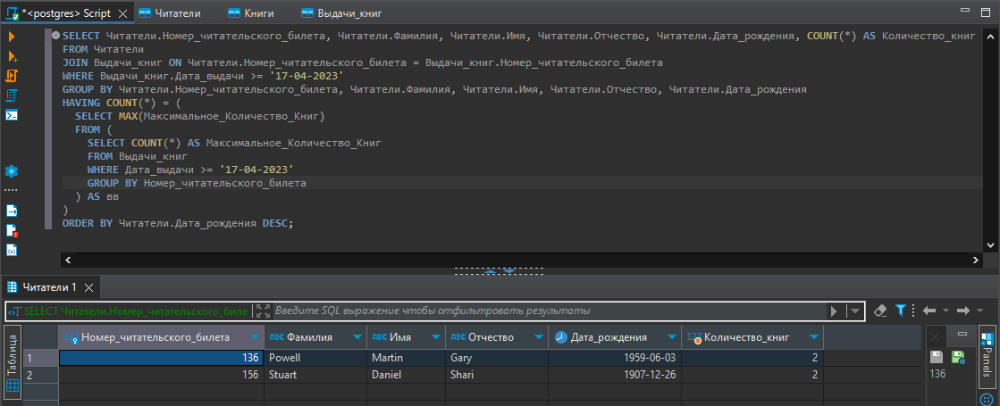 *<postgres> Script
Читатели
Книги
Выдачи_книг
SELECT Читатели.Номер_читательского_билета, Читатели.Фамилия, Читатели.Имя, Читатели.Отчество, Читатели.Дата_рождения, COUNT(*) AS Количество_книг
FROM Читатели
JOIN Выдачи_книг ON Читатели.Номер_читательского_билета = Выдачи_книг.Номер_читательского_билета
WHERE Выдачи_книг.Дата_выдачи >= '17-04-2023'
GROUP BY Читатели.Номер_читательского_билета, Читатели.Фамилия, Читатели.Имя, Читатели.Отчество, Читатели.Дата_рождения
HAVING COUNT(*) = (
SELECT MAX(Максимальное_Количество_Книг)
FROM (
SELECT COUNT(*) AS Максимальное_Количество_Книг
FROM Выдачи_книг
WHERE Дата_выдачи >= '17-04-2023'
GROUP BY Номер_читательского_билета
) AS вв
)
ORDER BY Читатели.Дата_рождения DESC;
Читатели 1
SELECT Читатели.Номер_читательского_биле
Введите SQL выражение чтобы отфильтровать результаты
Таблица
Номер_читательского_билета ABC Фамилия ABC Имя ABC Отчество Дата_рождения 123 Количество_книг
1 136 Powell Martin Gary 1959-06-03 2
2 156 Stuart Daniel Shari 1907-12-26 2
136
Panels